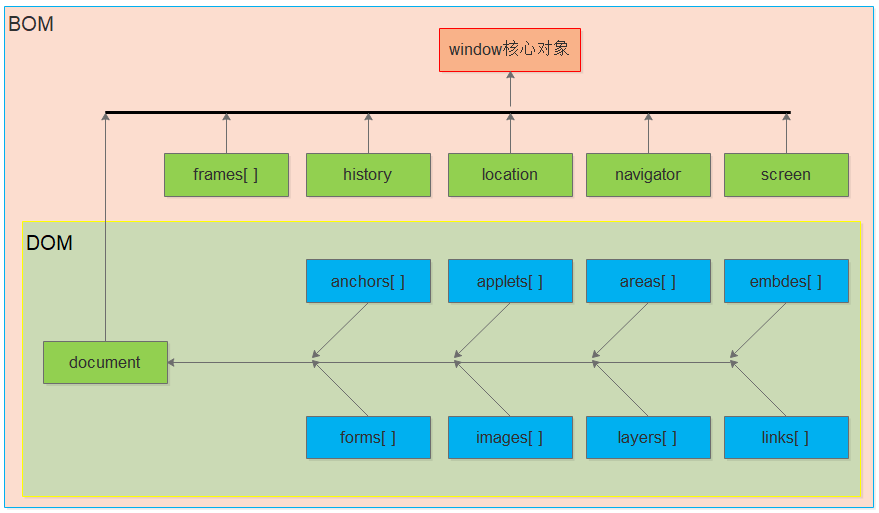 BOM
window核心对象
frames[ ]
history
location
navigator
screen
DOM
anchors[ ]
applets[ ]
areas[ ]
embdes[ ]
document
forms[ ]
images[ ]
layers[ ]
links[ ]